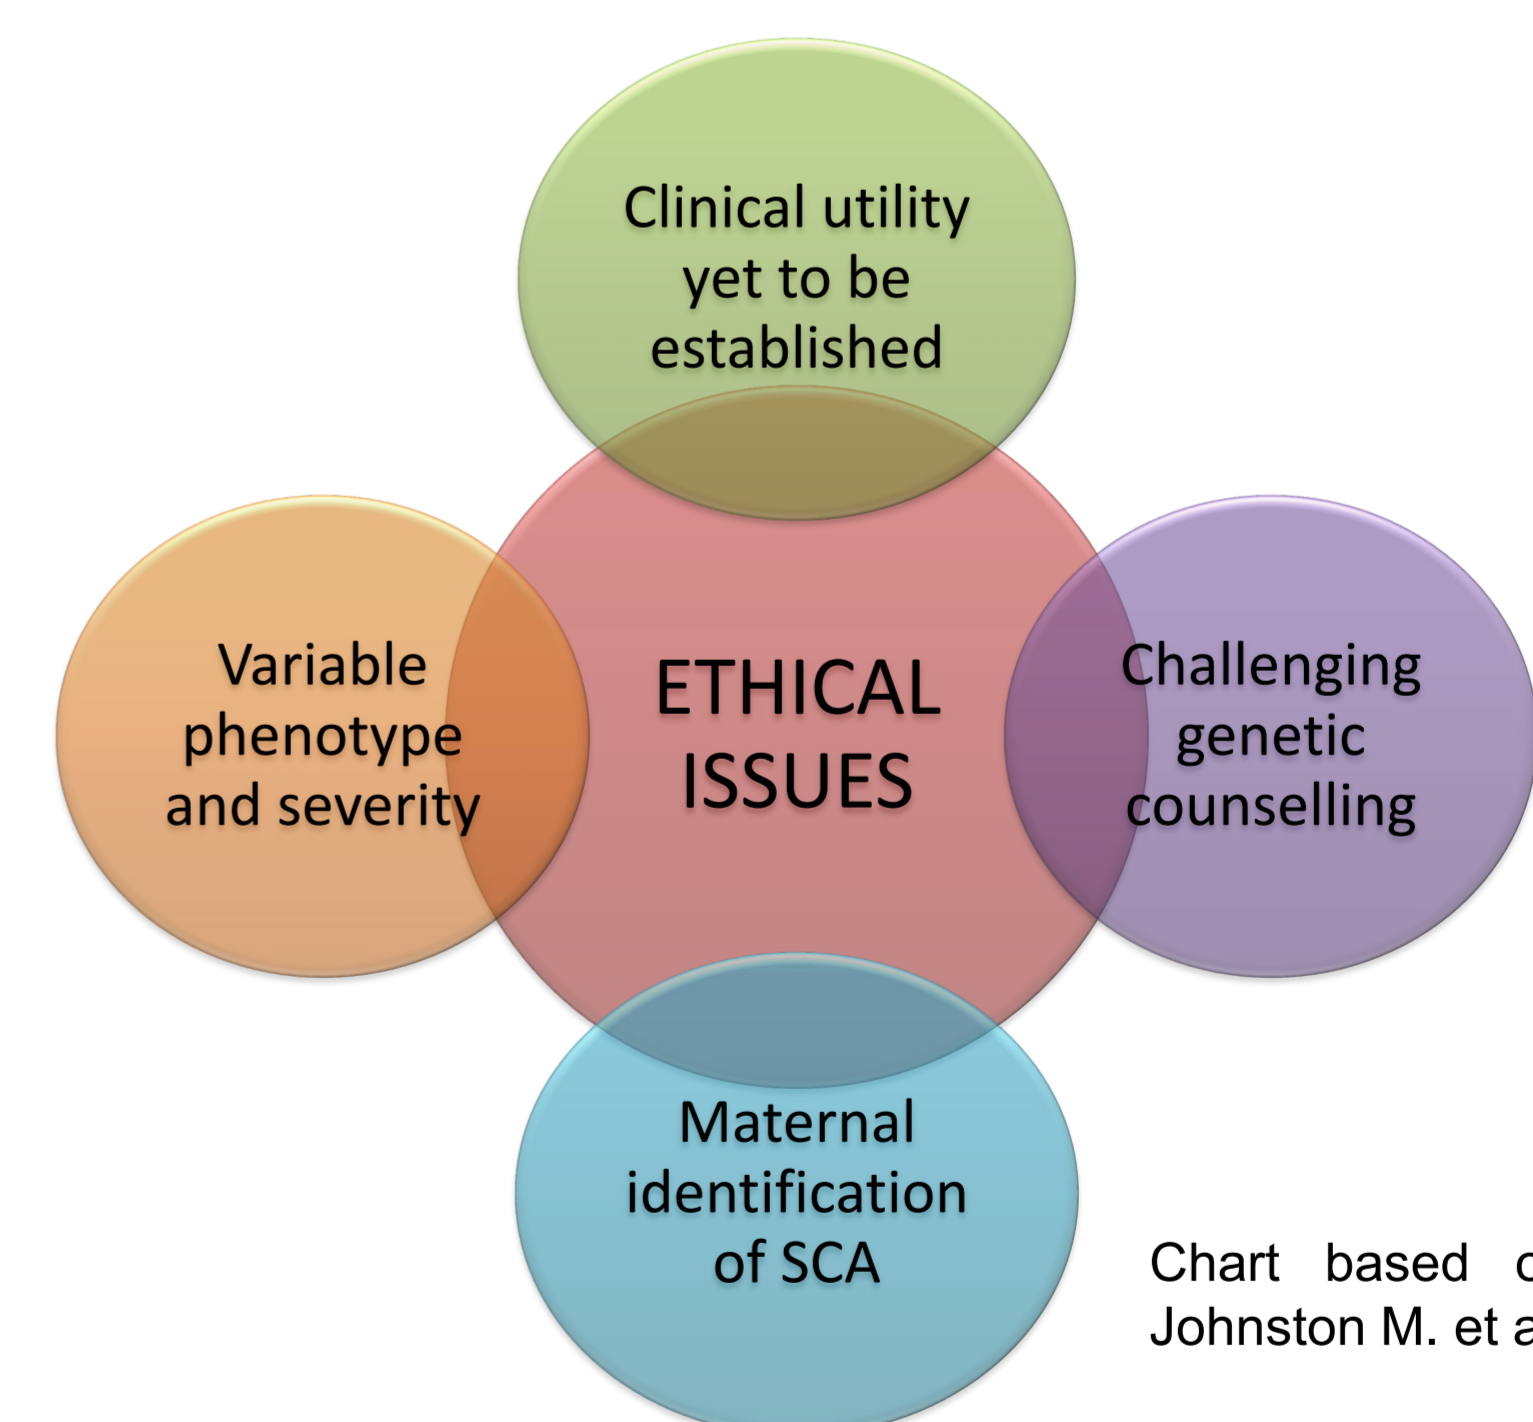 Clinical utility
yet to be
established
Variable
phenotype
and severity
ETHICAL
ISSUES
Challenging
genetic
counselling
Maternal
identification
of SCA
Chart based
Johnston M. et